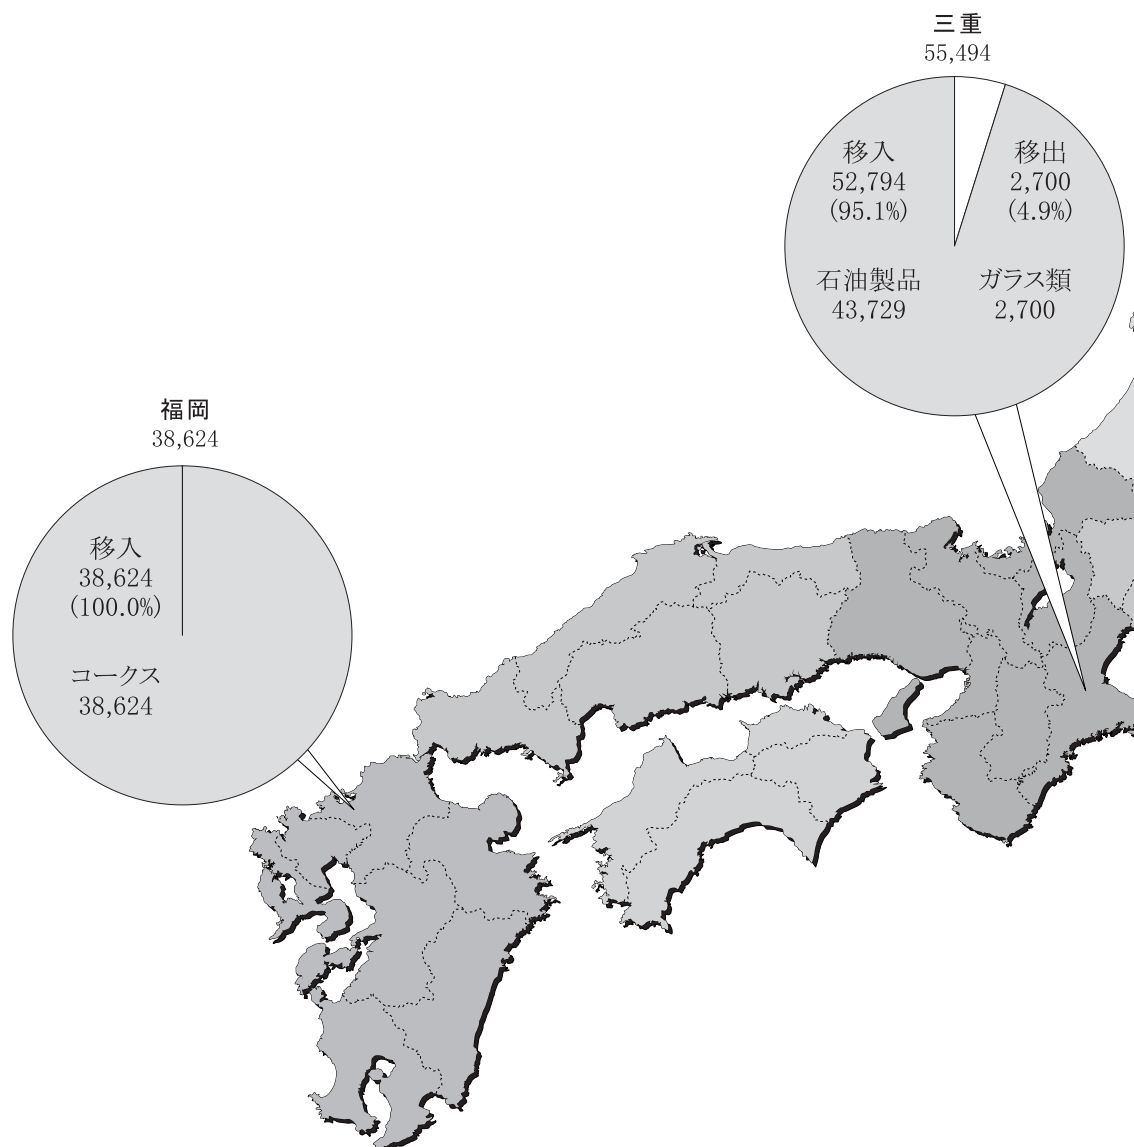 三重
55,494
移入
52,794
(95.1%)
移出
2,700
(4.9%)
石油製品
43,729
ガラス類
2,700
福岡
38,624
移入
38,624
(100.0%)
コークス
38,624